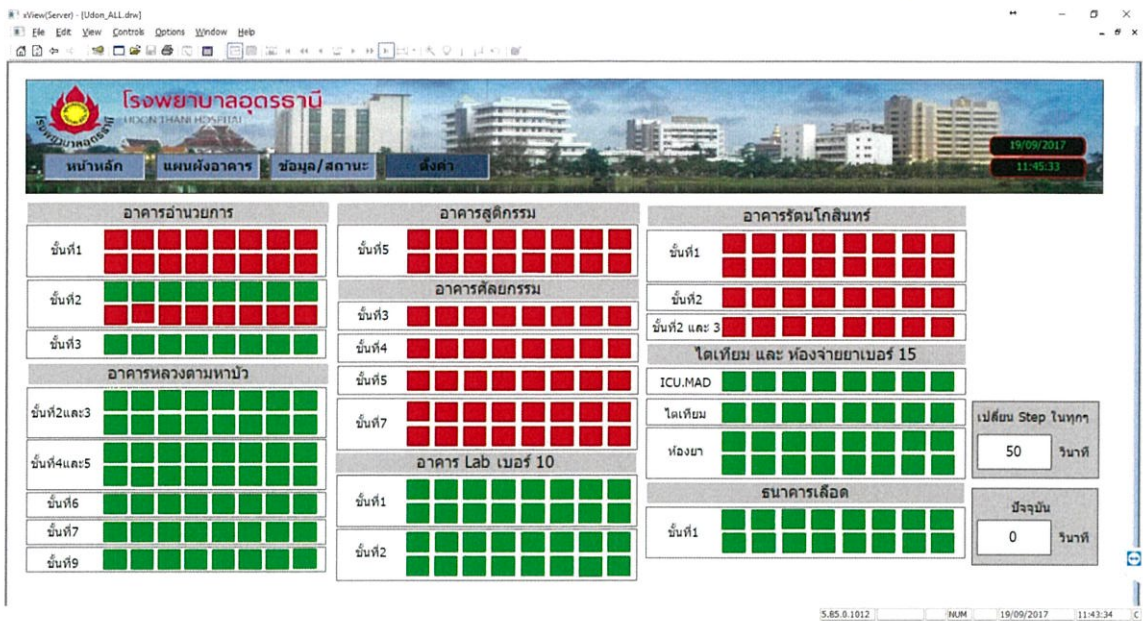 xView(Server) - [Udon_ALL.drw]
File Edit View Controls Options Window Help
โรงพยาบาลอุดรธานี
UDON THANI HOSPITAL
โรงพยาบาลอุดรธานี
หน้าหลัก แผนผังอาคาร ข้อมูล/สถานะ ตั้งค่า
19/09/2017
11:45:33
อาคารอำนวยการ
ชั้นที่1
ชั้นที่2
ชั้นที่3
อาคารหลวงตามหาบัว
ชั้นที่2และ3
ชั้นที่4และ5
ชั้นที่6
ชั้นที่7
ชั้นที่9
อาคารสูติกรรม
ชั้นที่5
อาคารศัลยกรรม
ชั้นที่3
ชั้นที่4
ชั้นที่5
ชั้นที่7
อาคาร Lab เบอร์ 10
ชั้นที่1
ชั้นที่2
อาคารรัตนโกสินทร์
ชั้นที่1
ชั้นที่2
ชั้นที่2 และ 3
ไตเทียม และ ห้องจ่ายยาเบอร์ 15
ICU.MAD
ไตเทียม
ห้องยา
ธนาคารเลือด
ชั้นที่1
เปลี่ยน Step ในทุกๆ
50 วินาที
ปัจจุบัน
0 วินาที
5.85.0.1012 NUM 19/09/2017 11:43:34